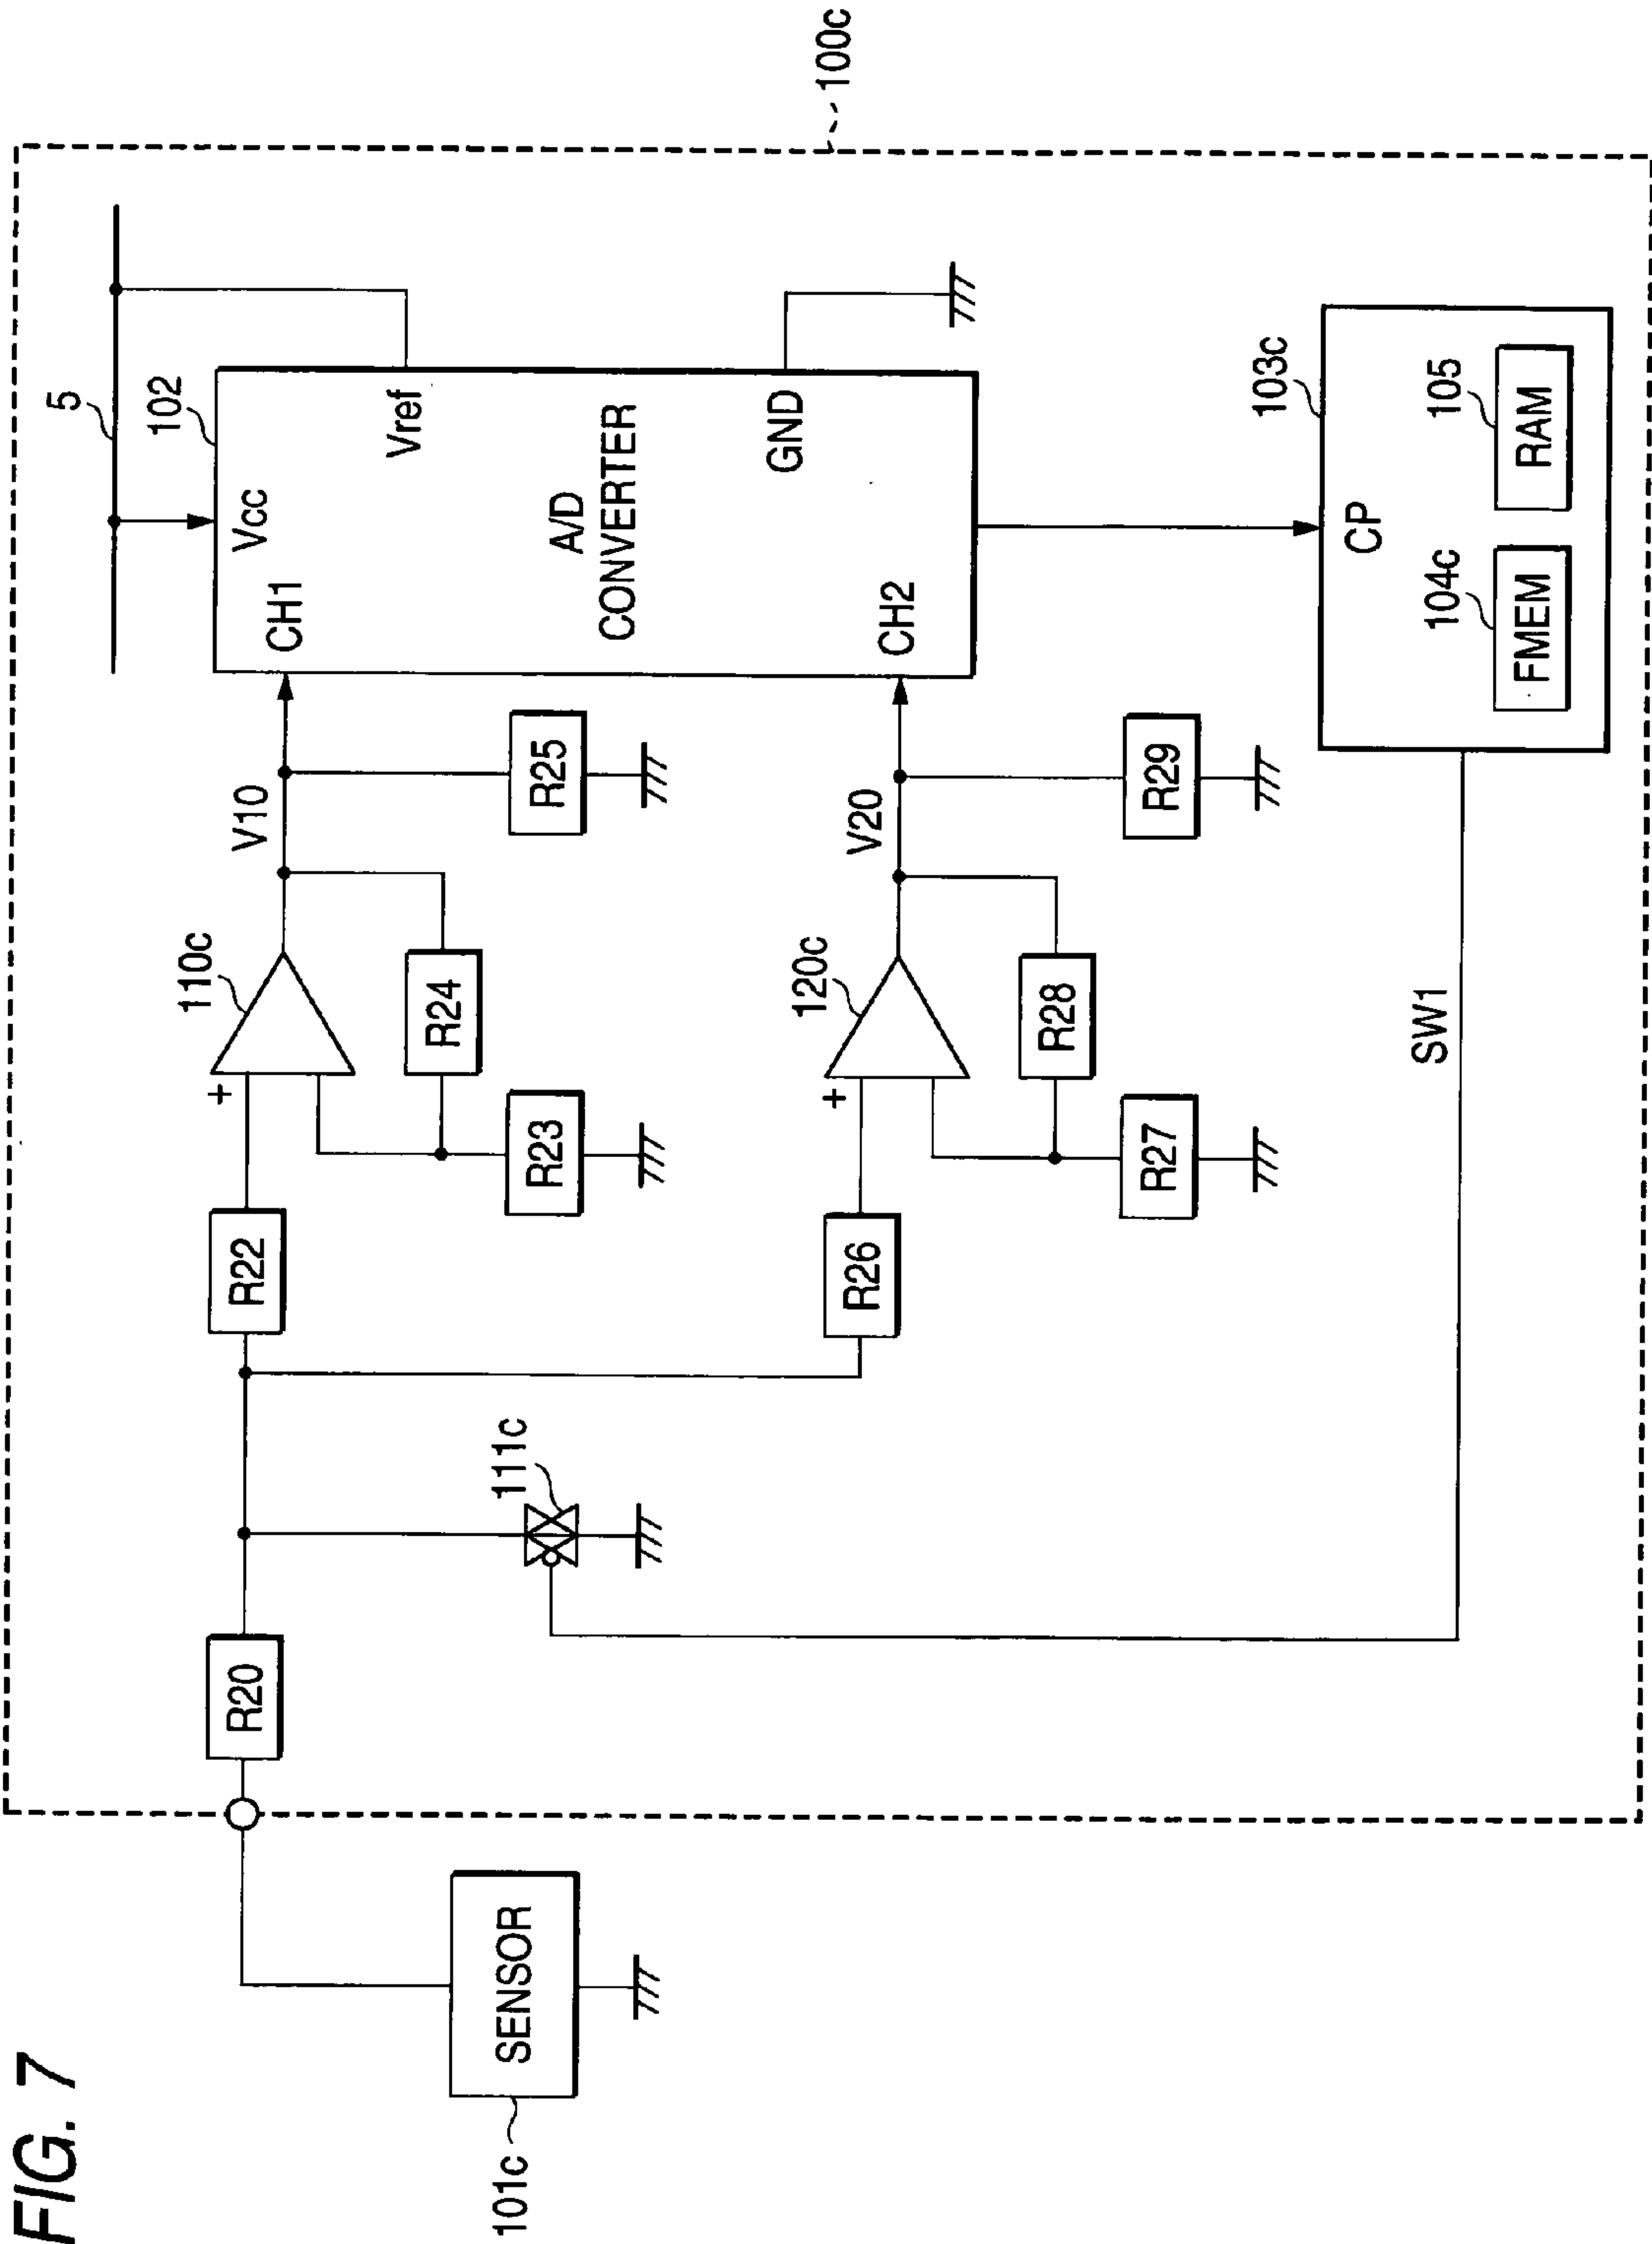 FIG. 7
100c
5
102
Vcc
Vref
CH1
A/D
CONVERTER
GND
CH2
V10
110c
R25
R24
R23
R22
R20
V20
120c
R29
R28
R27
R26
111c
SENSOR
101c
SW1
103c
CP
104c
FMEM
105
RAM